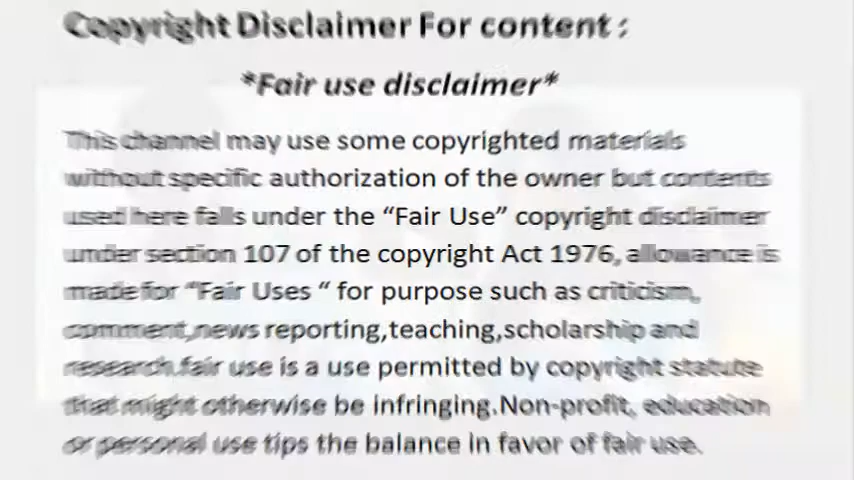 Copyright Disclaimer For content :
*Fair use disclaimer*
This channel may use some copyrighted materials
without specific authorization of the owner but contents
used here falls under the “Fair Use” copyright disclaimer
under section 107 of the copyright Act 1976, allowance is
made for “Fair Uses “ for purpose such as criticism,
comment,news reporting,teaching,scholarship and
research.fair use is a use permitted by copyright statute
that might otherwise be infringing.Non-profit, education
or personal use tips the balance in favor of fair use.